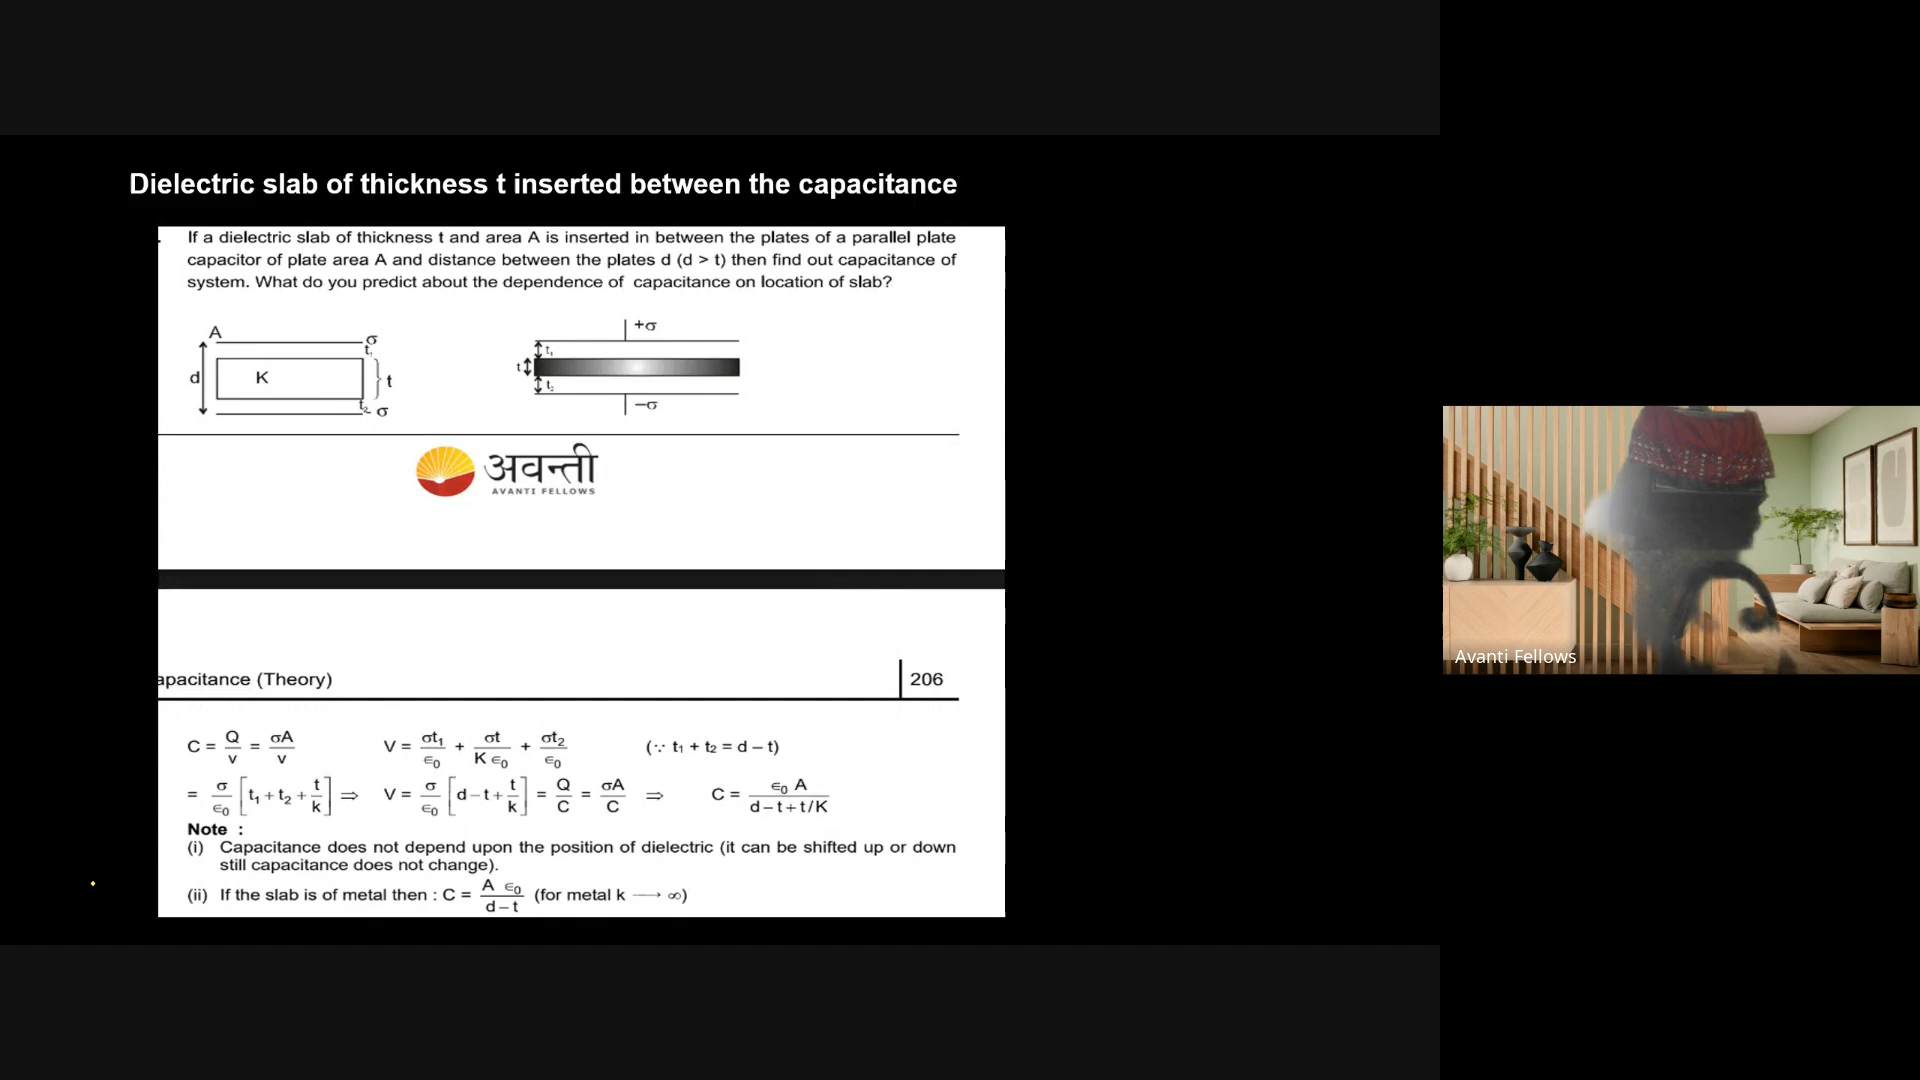 Dielectric slab of thickness t inserted between the capacitance
If a dielectric slab of thickness t and area A is inserted in between the plates of a parallel plate
capacitor of plate area A and distance between the plates d (d > t) then find out capacitance of
system. What do you predict about the dependence of capacitance on location of slab?
A σ t₁
d K t
t₂ σ
+σ
t₁
t
t₂
−σ
अवन्ती
AVANTI FELLOWS
apacitance (Theory) 206
C = Q/v = σA/v V = σt₁/∈₀ + σt/K∈₀ + σt₂/∈₀ (∵ t₁ + t₂ = d − t)
= σ/∈₀ [t₁ + t₂ + t/k] ⇒ V = σ/∈₀ [d − t + t/k] = Q/C = σA/C ⇒ C = ∈₀ A/d − t + t/K
Note :
(i) Capacitance does not depend upon the position of dielectric (it can be shifted up or down
still capacitance does not change).
(ii) If the slab is of metal then : C = A ∈₀/d − t (for metal k ⟶ ∞)
Avanti Fellows